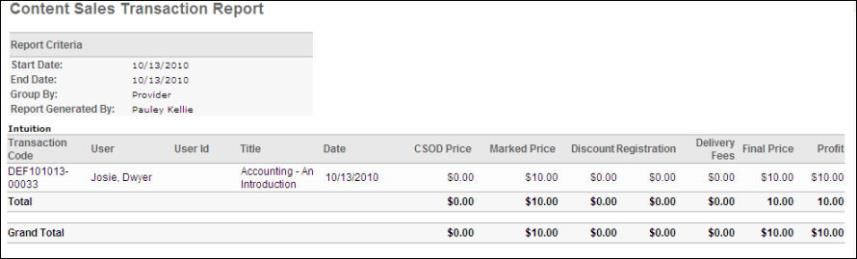 Content Sales Transaction Report
Report Criteria
Start Date: 10/13/2010
End Date: 10/13/2010
Group By: Provider
Report Generated By: Pauley Kellie
Intuition
Transaction Code User User Id Title Date CSOD Price Marked Price Discount Registration Delivery Fees Final Price Profit
DEF101013-00033 Josie, Dwyer Accounting - An Introduction 10/13/2010 $0.00 $10.00 $0.00 $0.00 $0.00 $10.00 $10.00
Total $0.00 $10.00 $0.00 $0.00 $0.00 10.00 10.00
Grand Total $0.00 $10.00 $0.00 $0.00 $0.00 $10.00 $10.00